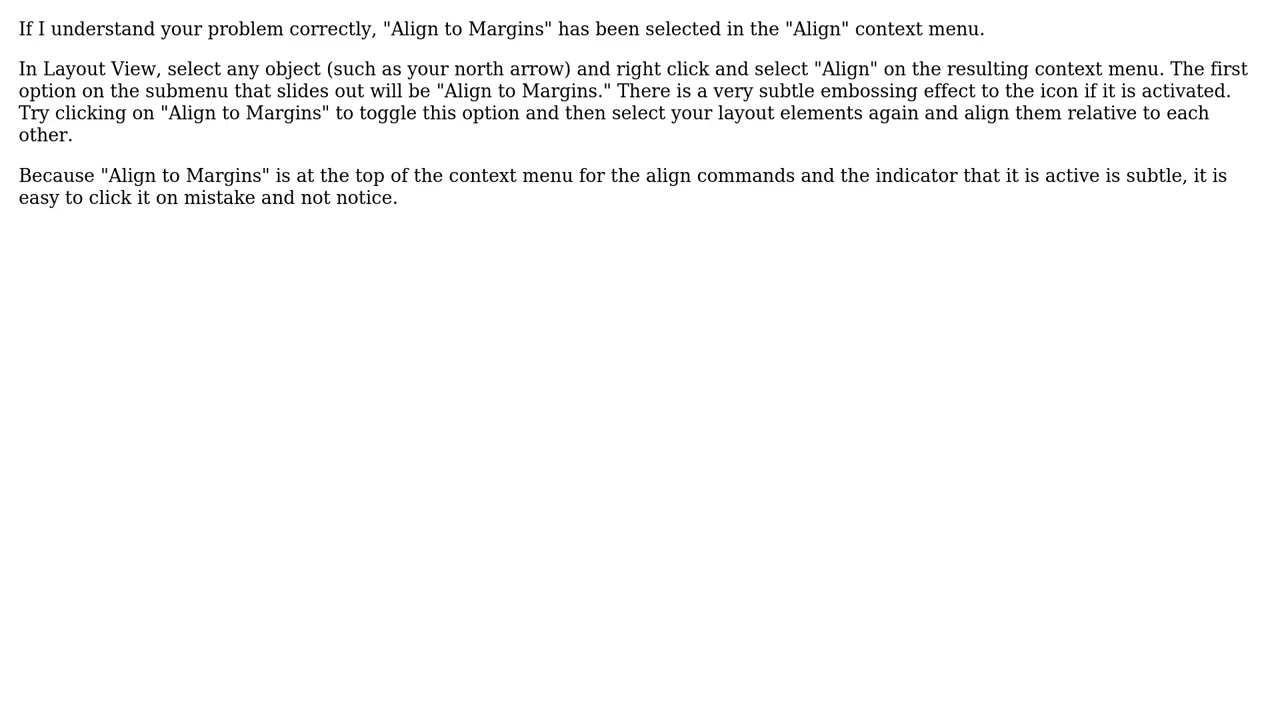 If I understand your problem correctly, "Align to Margins" has been selected in the "Align" context menu.
In Layout View, select any object (such as your north arrow) and right click and select "Align" on the resulting context menu. The first
option on the submenu that slides out will be "Align to Margins." There is a very subtle embossing effect to the icon if it is activated.
Try clicking on "Align to Margins" to toggle this option and then select your layout elements again and align them relative to each
other.
Because "Align to Margins" is at the top of the context menu for the align commands and the indicator that it is active is subtle, it is
easy to click it on mistake and not notice.